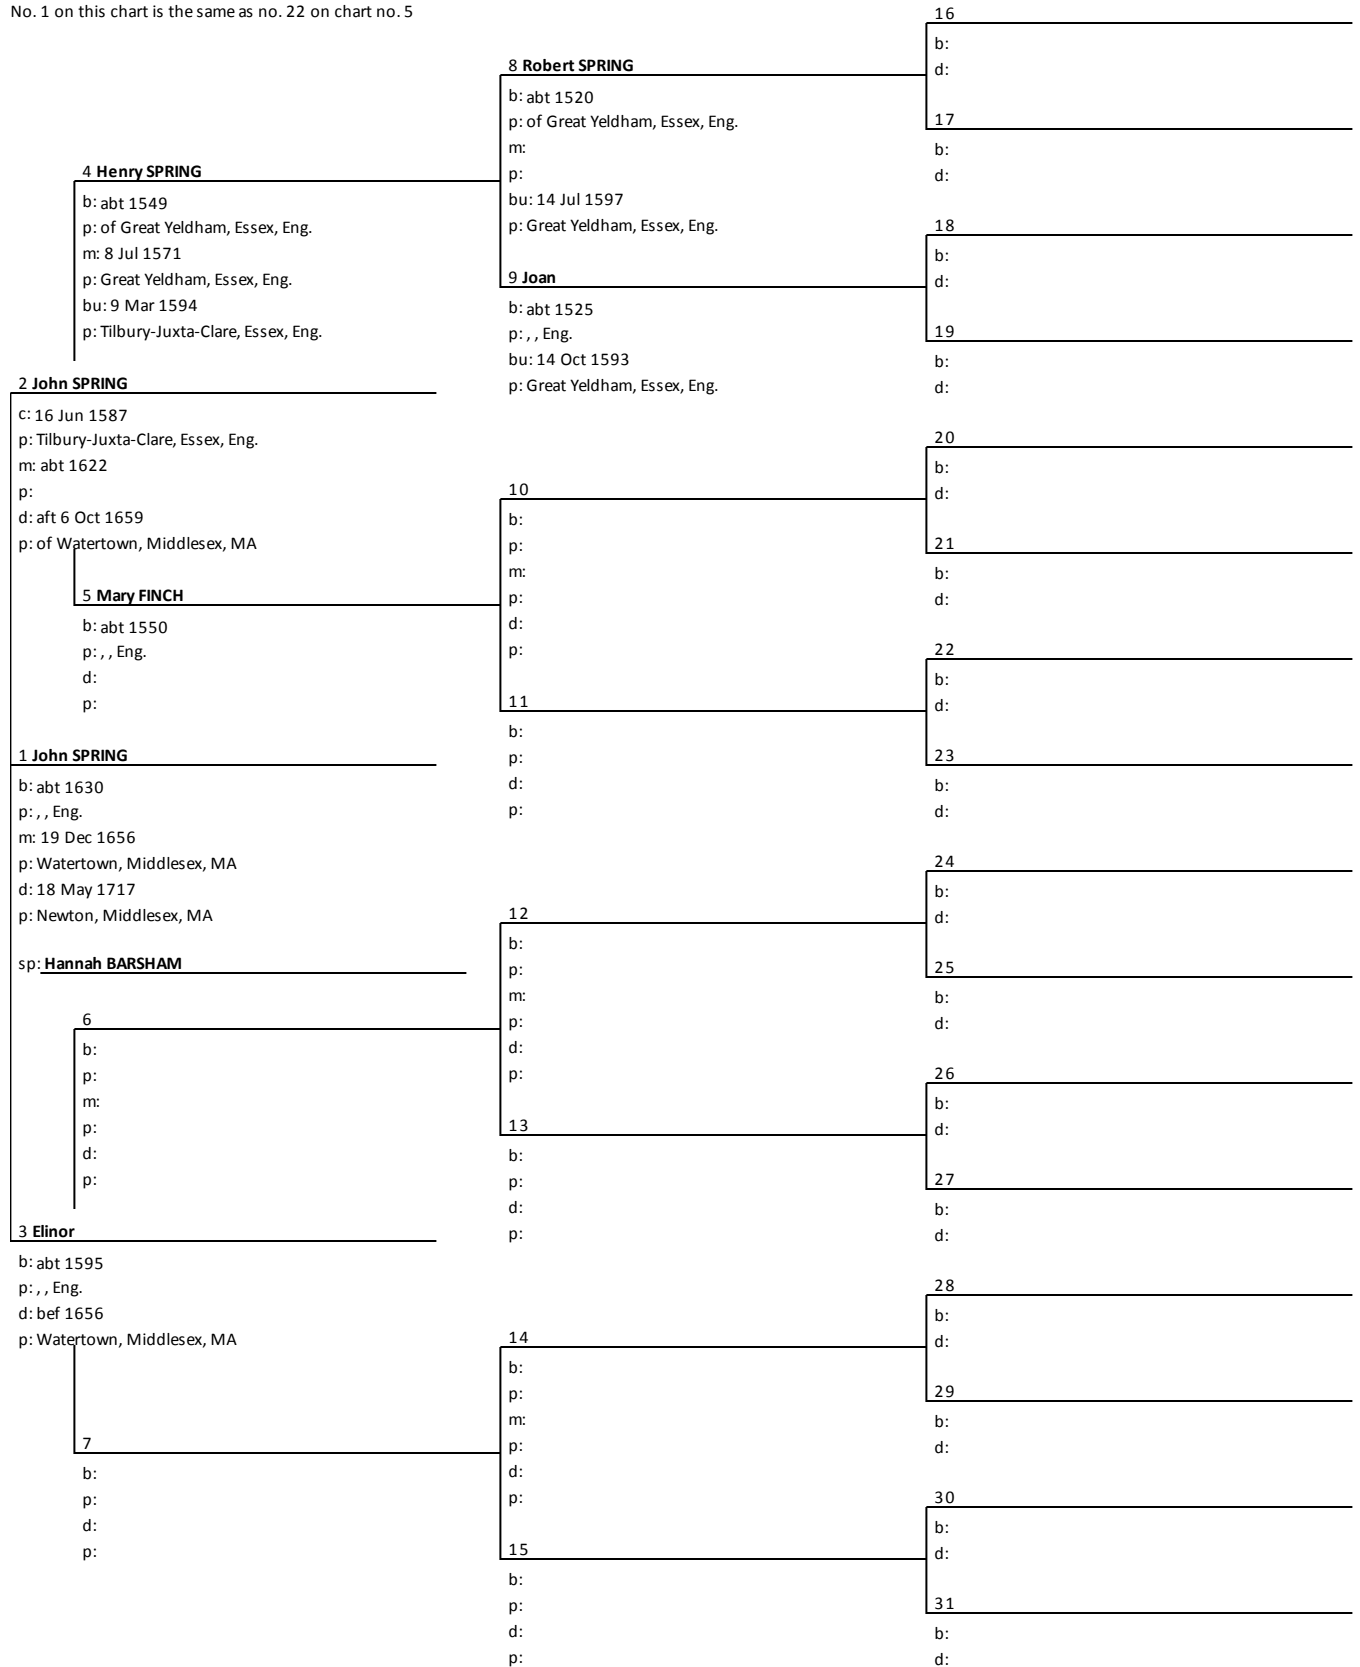 No. 1 on this chart is the same as no. 22 on chart no. 5
16
b:
d:
8 Robert SPRING
b: abt 1520
p: of Great Yeldham, Essex, Eng.
m:
p:
bu: 14 Jul 1597
p: Great Yeldham, Essex, Eng.
17
b:
d:
4 Henry SPRING
b: abt 1549
p: of Great Yeldham, Essex, Eng.
m: 8 Jul 1571
p: Great Yeldham, Essex, Eng.
bu: 9 Mar 1594
p: Tilbury-Juxta-Clare, Essex, Eng.
18
b:
d:
9 Joan
b: abt 1525
p: , , Eng.
bu: 14 Oct 1593
p: Great Yeldham, Essex, Eng.
19
b:
d:
2 John SPRING
c: 16 Jun 1587
p: Tilbury-Juxta-Clare, Essex, Eng.
m: abt 1622
p:
d: aft 6 Oct 1659
p: of Watertown, Middlesex, MA
20
b:
d:
10
b:
p:
m:
p:
d:
p:
21
b:
d:
5 Mary FINCH
b: abt 1550
p: , , Eng.
d:
p:
22
b:
d:
11
b:
p:
d:
p:
23
b:
d:
1 John SPRING
b: abt 1630
p: , , Eng.
m: 19 Dec 1656
p: Watertown, Middlesex, MA
d: 18 May 1717
p: Newton, Middlesex, MA
sp: Hannah BARSHAM
24
b:
d:
12
b:
p:
m:
p:
d:
p:
25
b:
d:
6
b:
p:
m:
p:
d:
p:
26
b:
d:
13
b:
p:
d:
p:
27
b:
d:
3 Elinor
b: abt 1595
p: , , Eng.
d: bef 1656
p: Watertown, Middlesex, MA
28
b:
d:
14
b:
p:
m:
p:
d:
p:
29
b:
d:
7
b:
p:
d:
p:
30
b:
d:
15
b:
p:
d:
p:
31
b:
d: